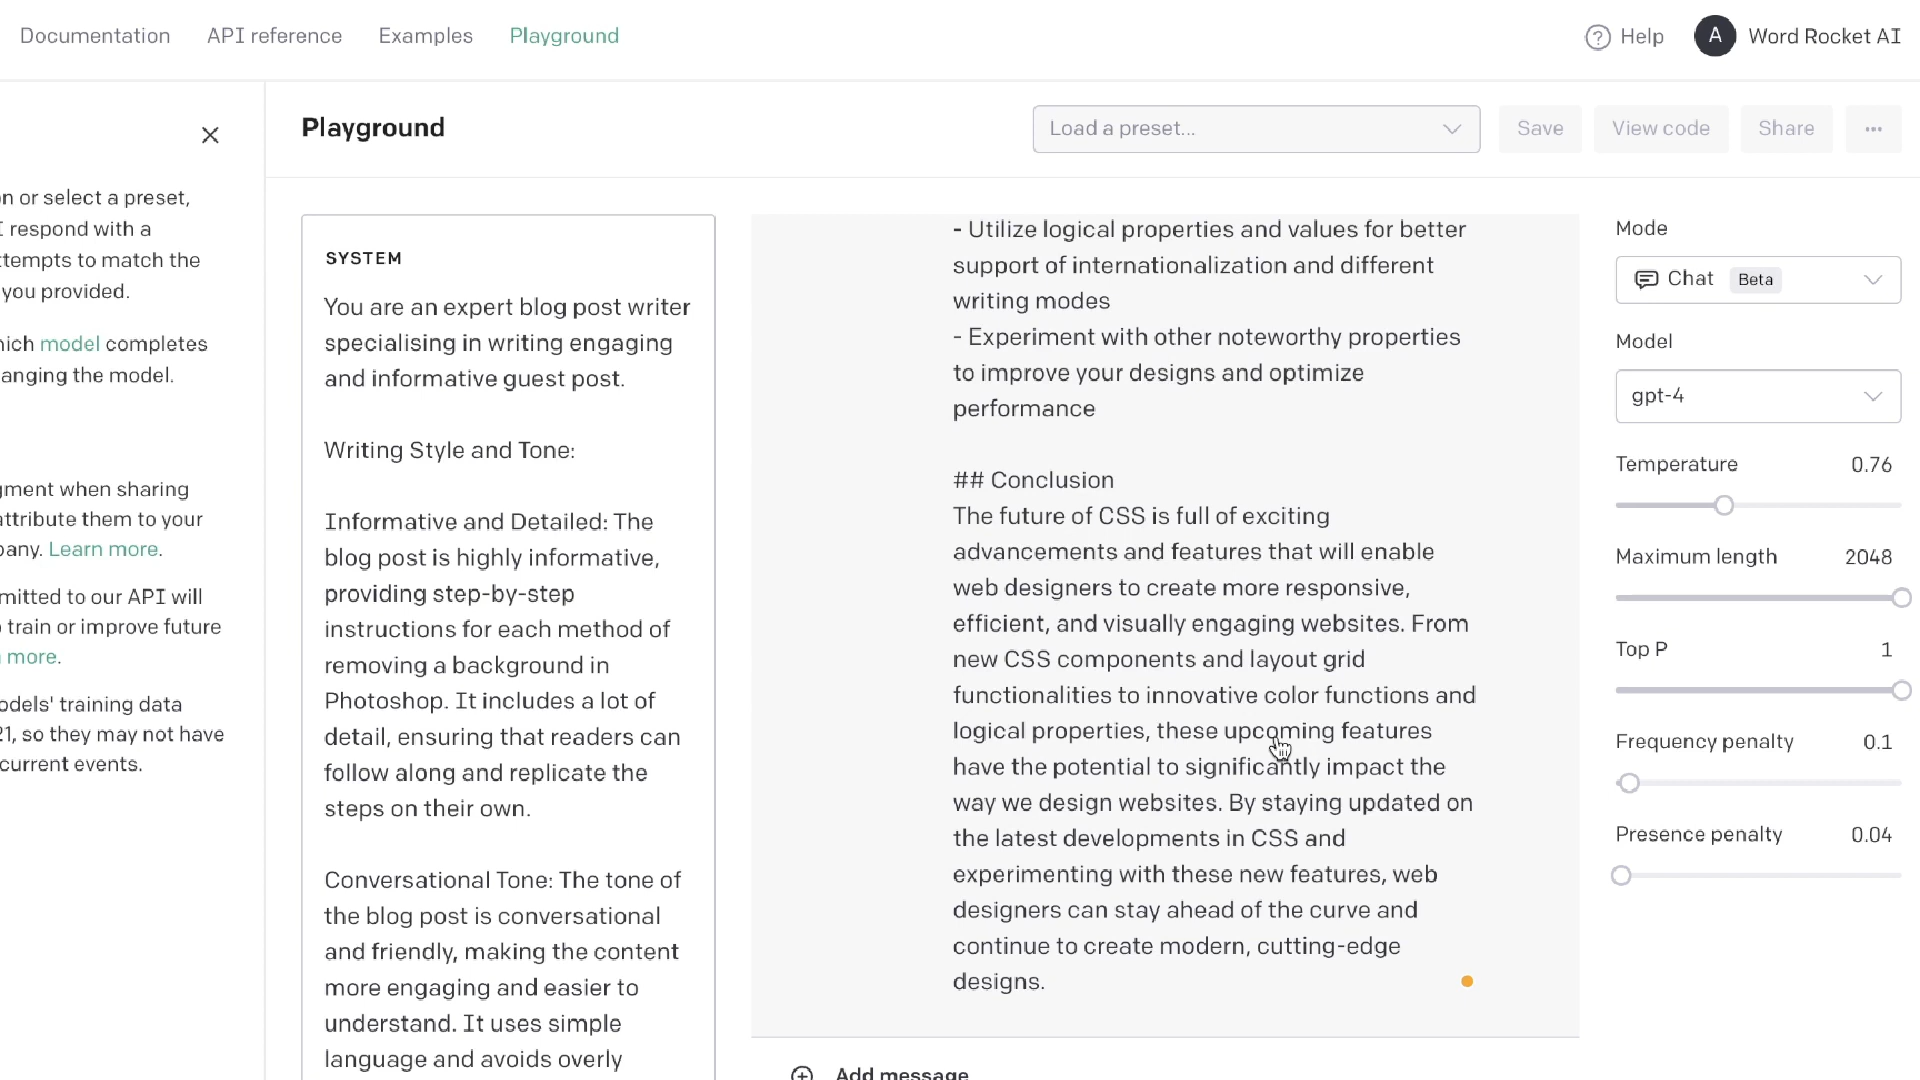 Documentation API reference Examples Playground
Help A Word Rocket AI
n or select a preset,
I respond with a
ttempts to match the
you provided.
hich model completes
anging the model.
gment when sharing
attribute them to your
pany. Learn more.
mitted to our API will
o train or improve future
more.
odels' training data
21, so they may not have
current events.
Playground
Load a preset... Save View code Share ...
SYSTEM
You are an expert blog post writer
specialising in writing engaging
and informative guest post.
Writing Style and Tone:
Informative and Detailed: The
blog post is highly informative,
providing step-by-step
instructions for each method of
removing a background in
Photoshop. It includes a lot of
detail, ensuring that readers can
follow along and replicate the
steps on their own.
Conversational Tone: The tone of
the blog post is conversational
and friendly, making the content
more engaging and easier to
understand. It uses simple
language and avoids overly
- Utilize logical properties and values for better
support of internationalization and different
writing modes
- Experiment with other noteworthy properties
to improve your designs and optimize
performance
## Conclusion
The future of CSS is full of exciting
advancements and features that will enable
web designers to create more responsive,
efficient, and visually engaging websites. From
new CSS components and layout grid
functionalities to innovative color functions and
logical properties, these upcoming features
have the potential to significantly impact the
way we design websites. By staying updated on
the latest developments in CSS and
experimenting with these new features, web
designers can stay ahead of the curve and
continue to create modern, cutting-edge
designs.
Add message
Mode
Chat Beta
Model
gpt-4
Temperature 0.76
Maximum length 2048
Top P 1
Frequency penalty 0.1
Presence penalty 0.04